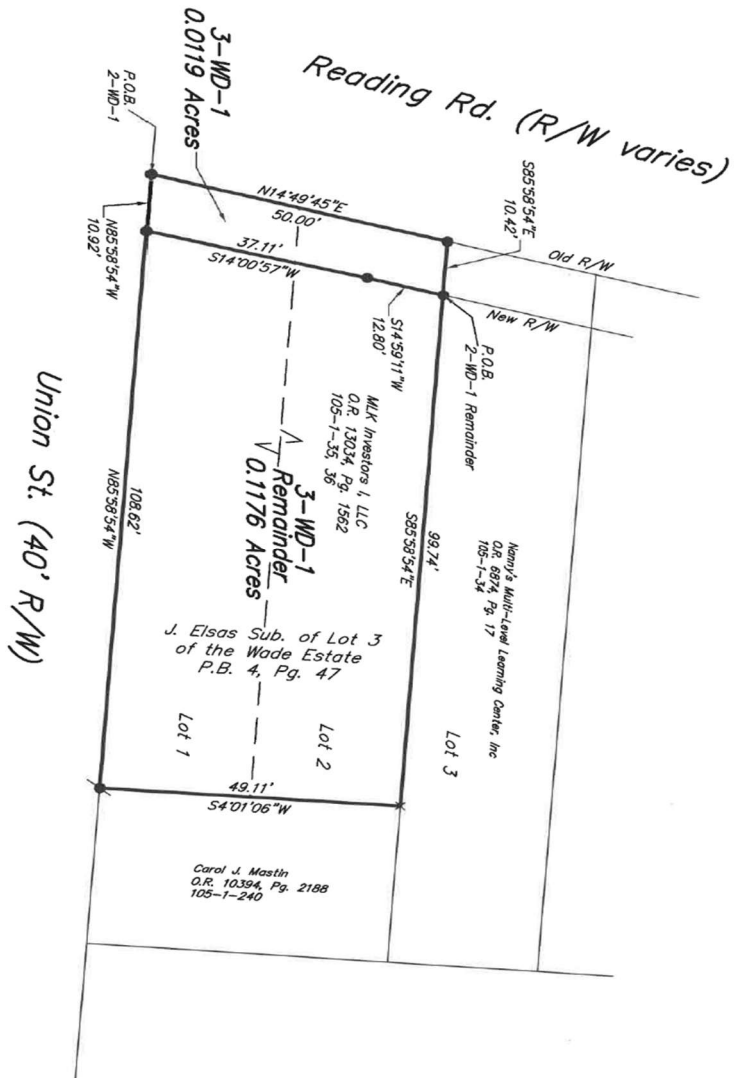 Reading Rd. (R/W varies)
3-WD-1
0.0119 Acres
P.O.B.
2-WD-1
N85°58'54"W
10.92'
N14°49'45"E
50.00'
37.11'
S14°00'57"W
S85°58'54"E
10.42'
Old R/W
New R/W
S14°59'11"W
12.80'
P.O.B.
2-WD-1 Remainder
MLK Investors I, LLC
O.R. 13034, Pg. 1562
105-1-35, 36
3-WD-1
Remainder
0.1176 Acres
99.74'
S85°58'54"E
Nanny's Multi-Level Learning Center, Inc
O.R. 6874, Pg. 17
105-1-34
Lot 3
108.62'
N85°58'54"W
Union St. (40' R/W)
J. Elsas Sub. of Lot 3
of the Wade Estate
P.B. 4, Pg. 47
Lot 1
Lot 2
49.11'
S4°01'06"W
Carol J. Mastin
O.R. 10394, Pg. 2188
105-1-240